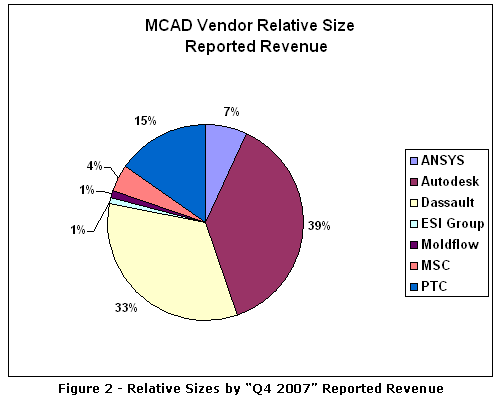 MCAD Vendor Relative Size
Reported Revenue
7%
39%
33%
1%
1%
4%
15%
ANSYS
Autodesk
Dassault
ESI Group
Moldflow
MSC
PTC
Figure 2 - Relative Sizes by "Q4 2007" Reported Revenue